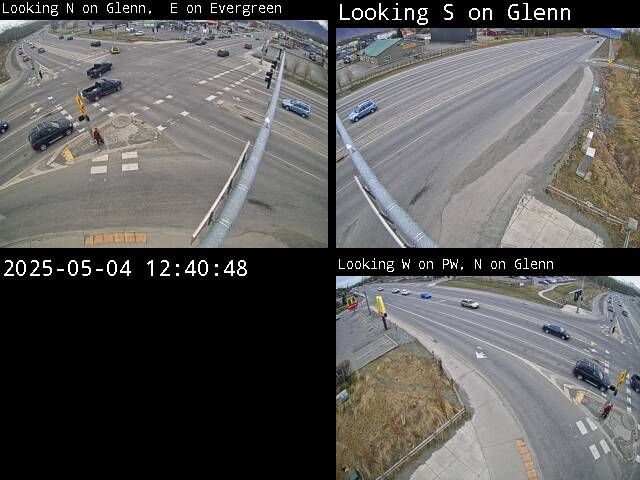 Looking N on Glenn,  E on Evergreen
Looking S on Glenn
2025-05-04 12:40:48
Looking W on PW, N on Glenn